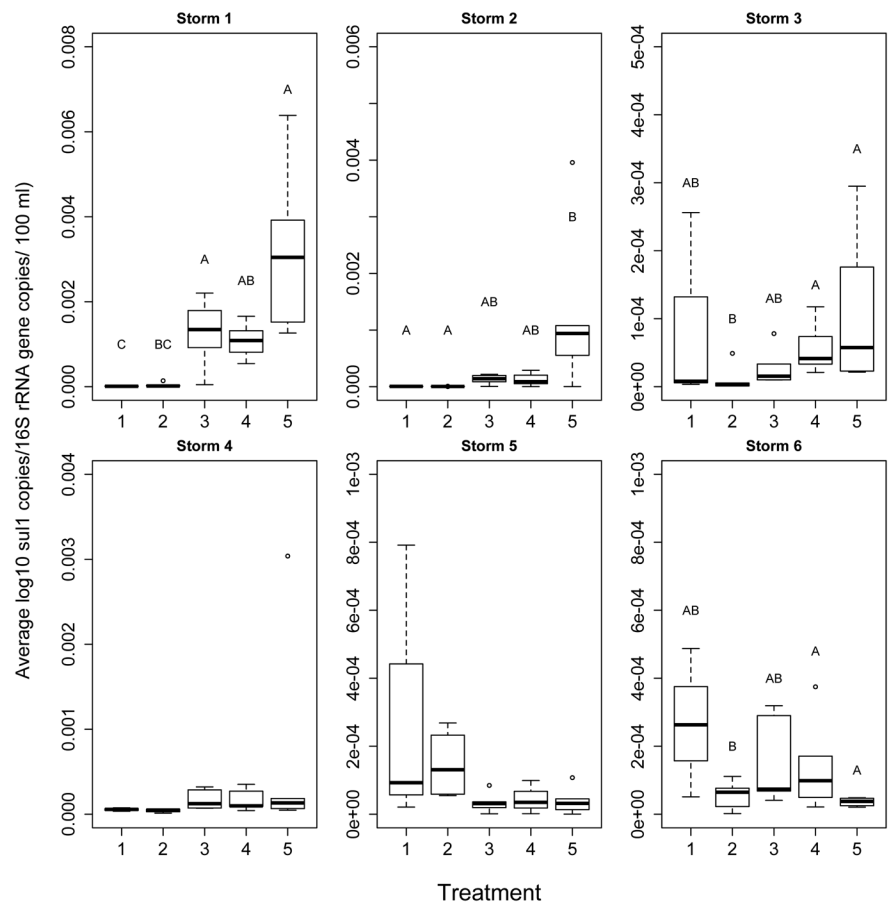 Storm 1
Storm 2
Storm 3
0.008
0.006
0.004
0.002
0.000
C
BC
A
AB
A
1 2 3 4 5
0.006
0.004
0.002
0.000
A
A
AB
AB
B
1 2 3 4 5
5e-04
4e-04
3e-04
2e-04
1e-04
0e+00
AB
B
AB
A
A
1 2 3 4 5
Average log10 sul1 copies/16S rRNA gene copies/ 100 ml)
Storm 4
Storm 5
Storm 6
0.004
0.003
0.002
0.001
0.000
1 2 3 4 5
1e-03
8e-04
6e-04
4e-04
2e-04
0e+00
1 2 3 4 5
1e-03
8e-04
6e-04
4e-04
2e-04
0e+00
AB
B
AB
A
A
1 2 3 4 5
Treatment